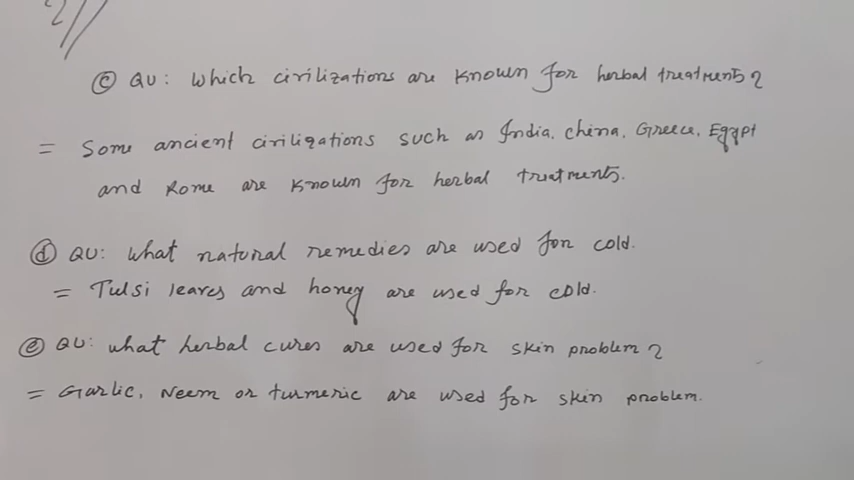 2
(c) QU: Which civilizations are known for herbal treatments?
= Some ancient civilizations such as India, China, Greece, Egypt
and Rome are known for herbal treatments.
(d) QU: What natural remedies are used for cold.
= Tulsi leaves and honey are used for cold.
(e) QU: What herbal cures are used for skin problem?
= Garlic, Neem or turmeric are used for skin problem.